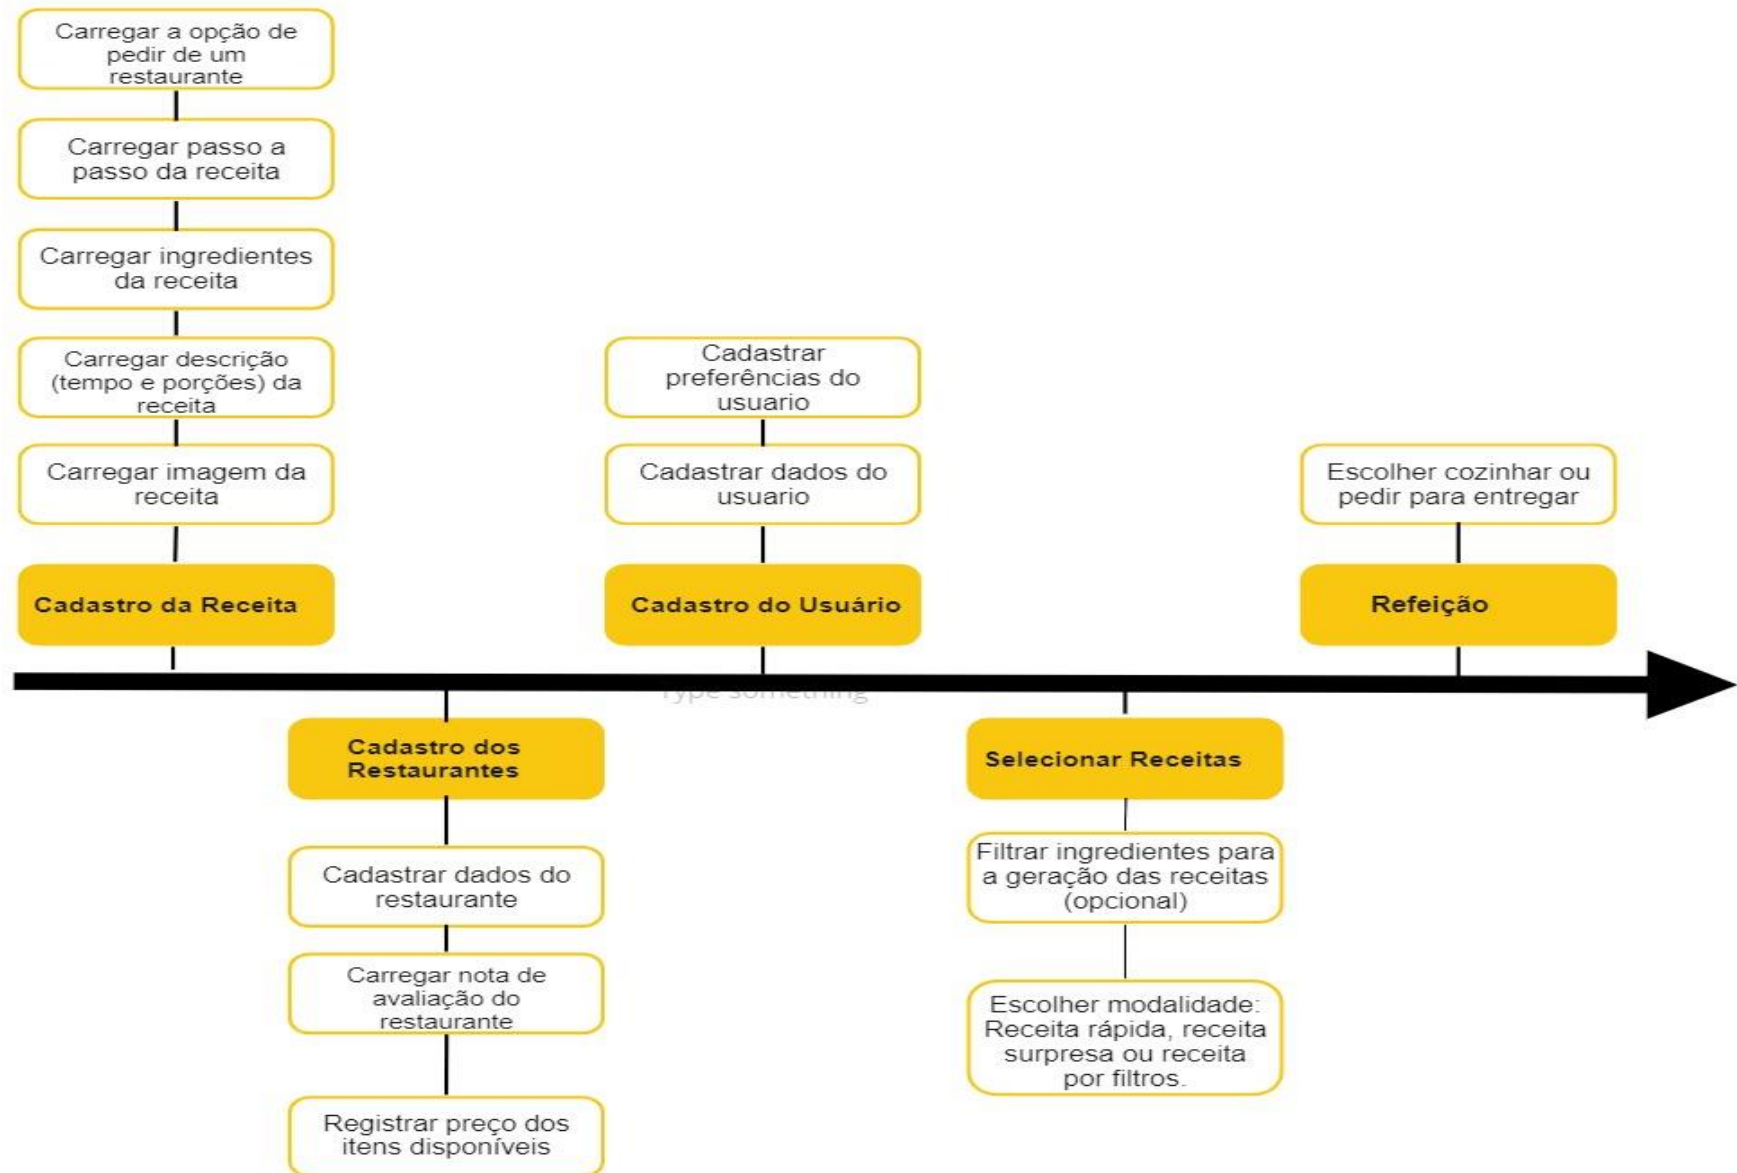 Carregar a opção de
pedir de um
restaurante
Carregar passo a
passo da receita
Carregar ingredientes
da receita
Carregar descrição
(tempo e porções) da
receita
Carregar imagem da
receita
Cadastro da Receita
Cadastrar
preferências do
usuario
Cadastrar dados do
usuario
Cadastro do Usuário
Escolher cozinhar ou
pedir para entregar
Refeição
Type something
Cadastro dos
Restaurantes
Cadastrar dados do
restaurante
Carregar nota de
avaliação do
restaurante
Registrar preço dos
itens disponíveis
Selecionar Receitas
Filtrar ingredientes para
a geração das receitas
(opcional)
Escolher modalidade:
Receita rápida, receita
surpresa ou receita
por filtros.